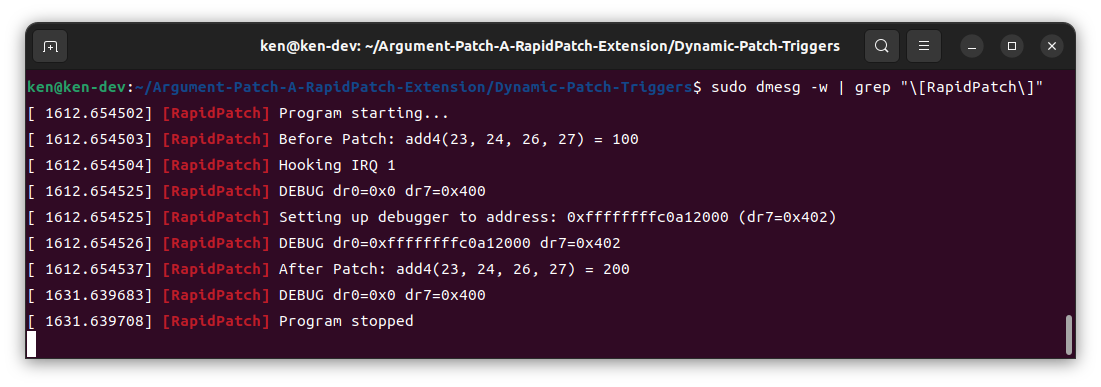 ken@ken-dev: ~/Argument-Patch-A-RapidPatch-Extension/Dynamic-Patch-Triggers
ken@ken-dev:~/Argument-Patch-A-RapidPatch-Extension/Dynamic-Patch-Triggers$ sudo dmesg -w | grep "\[RapidPatch\]"
[ 1612.654502] [RapidPatch] Program starting...
[ 1612.654503] [RapidPatch] Before Patch: add4(23, 24, 26, 27) = 100
[ 1612.654504] [RapidPatch] Hooking IRQ 1
[ 1612.654525] [RapidPatch] DEBUG dr0=0x0 dr7=0x400
[ 1612.654525] [RapidPatch] Setting up debugger to address: 0xffffffffc0a12000 (dr7=0x402)
[ 1612.654526] [RapidPatch] DEBUG dr0=0xffffffffc0a12000 dr7=0x402
[ 1612.654537] [RapidPatch] After Patch: add4(23, 24, 26, 27) = 200
[ 1631.639683] [RapidPatch] DEBUG dr0=0x0 dr7=0x400
[ 1631.639708] [RapidPatch] Program stopped